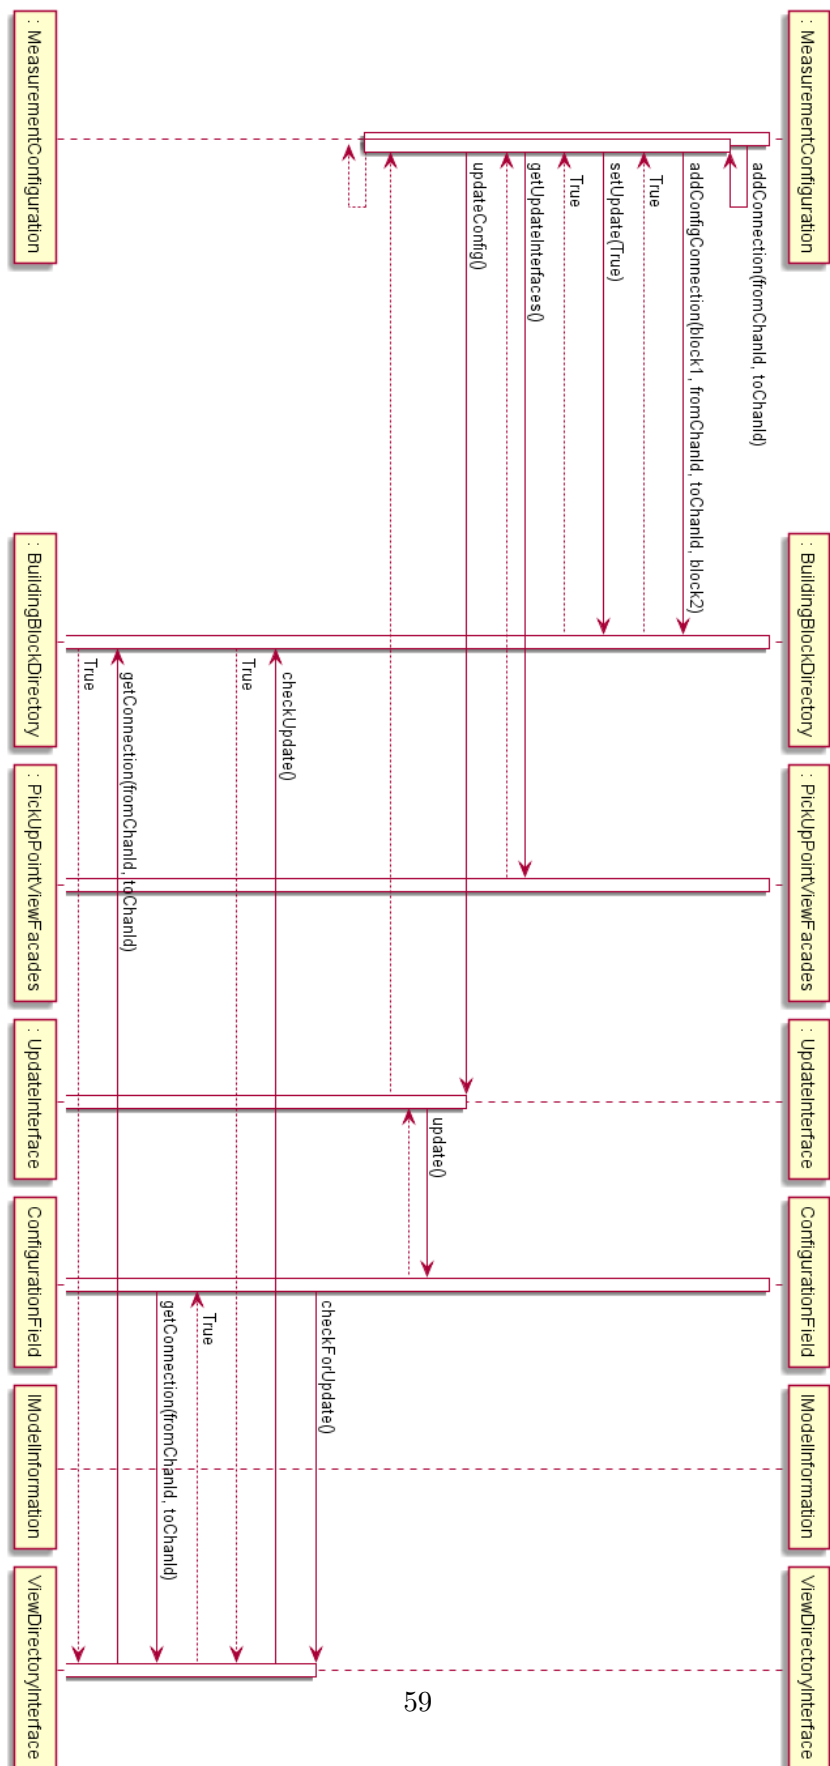 : MeasurementConfiguration
: BuildingBlockDirectory
: PickUpPointViewFacades
: UpdateInterface
ConfigurationField
IModelInformation
ViewDirectoryInterface
addConnection(fromChanId, toChanId)
addConfigConnection(block1, fromChanId, toChanId, block2)
True
setUpdate(True)
True
getUpdateInterfaces()
updateConfig()
update()
checkForUpdate()
checkUpdate()
True
True
getConnection(fromChanId, toChanId)
getConnection(fromChanId, toChanId)
True
: MeasurementConfiguration
: BuildingBlockDirectory
: PickUpPointViewFacades
: UpdateInterface
ConfigurationField
IModelInformation
ViewDirectoryInterface
59